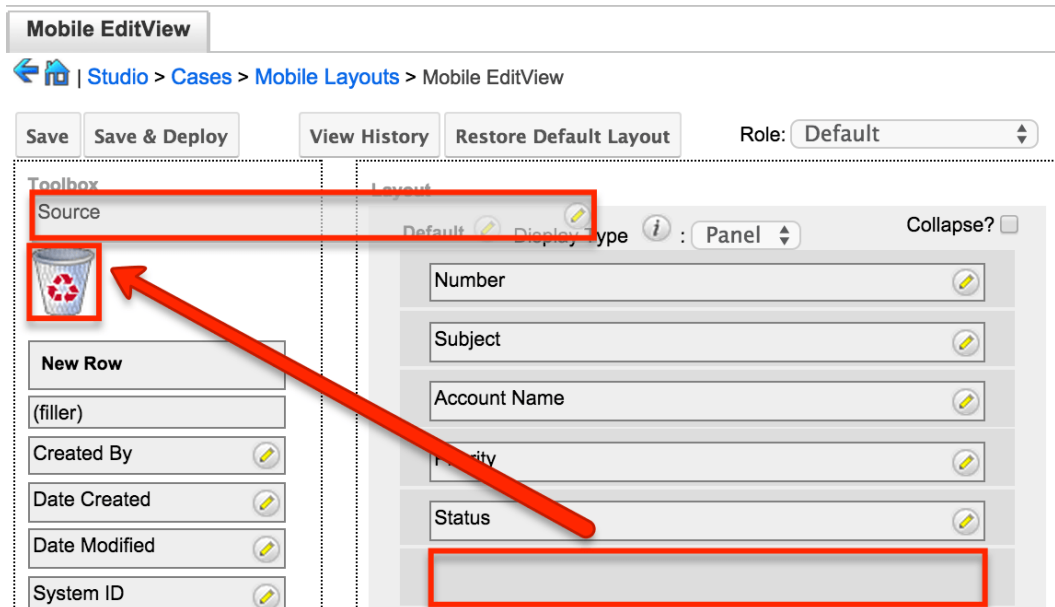 Mobile EditView
| Studio > Cases > Mobile Layouts > Mobile EditView
Save Save & Deploy View History Restore Default Layout Role: Default
Toolbox
Layout
Source
Default Display Type i : Panel Collapse?
Number
Subject
Account Name
Priority
Status
New Row
(filler)
Created By
Date Created
Date Modified
System ID